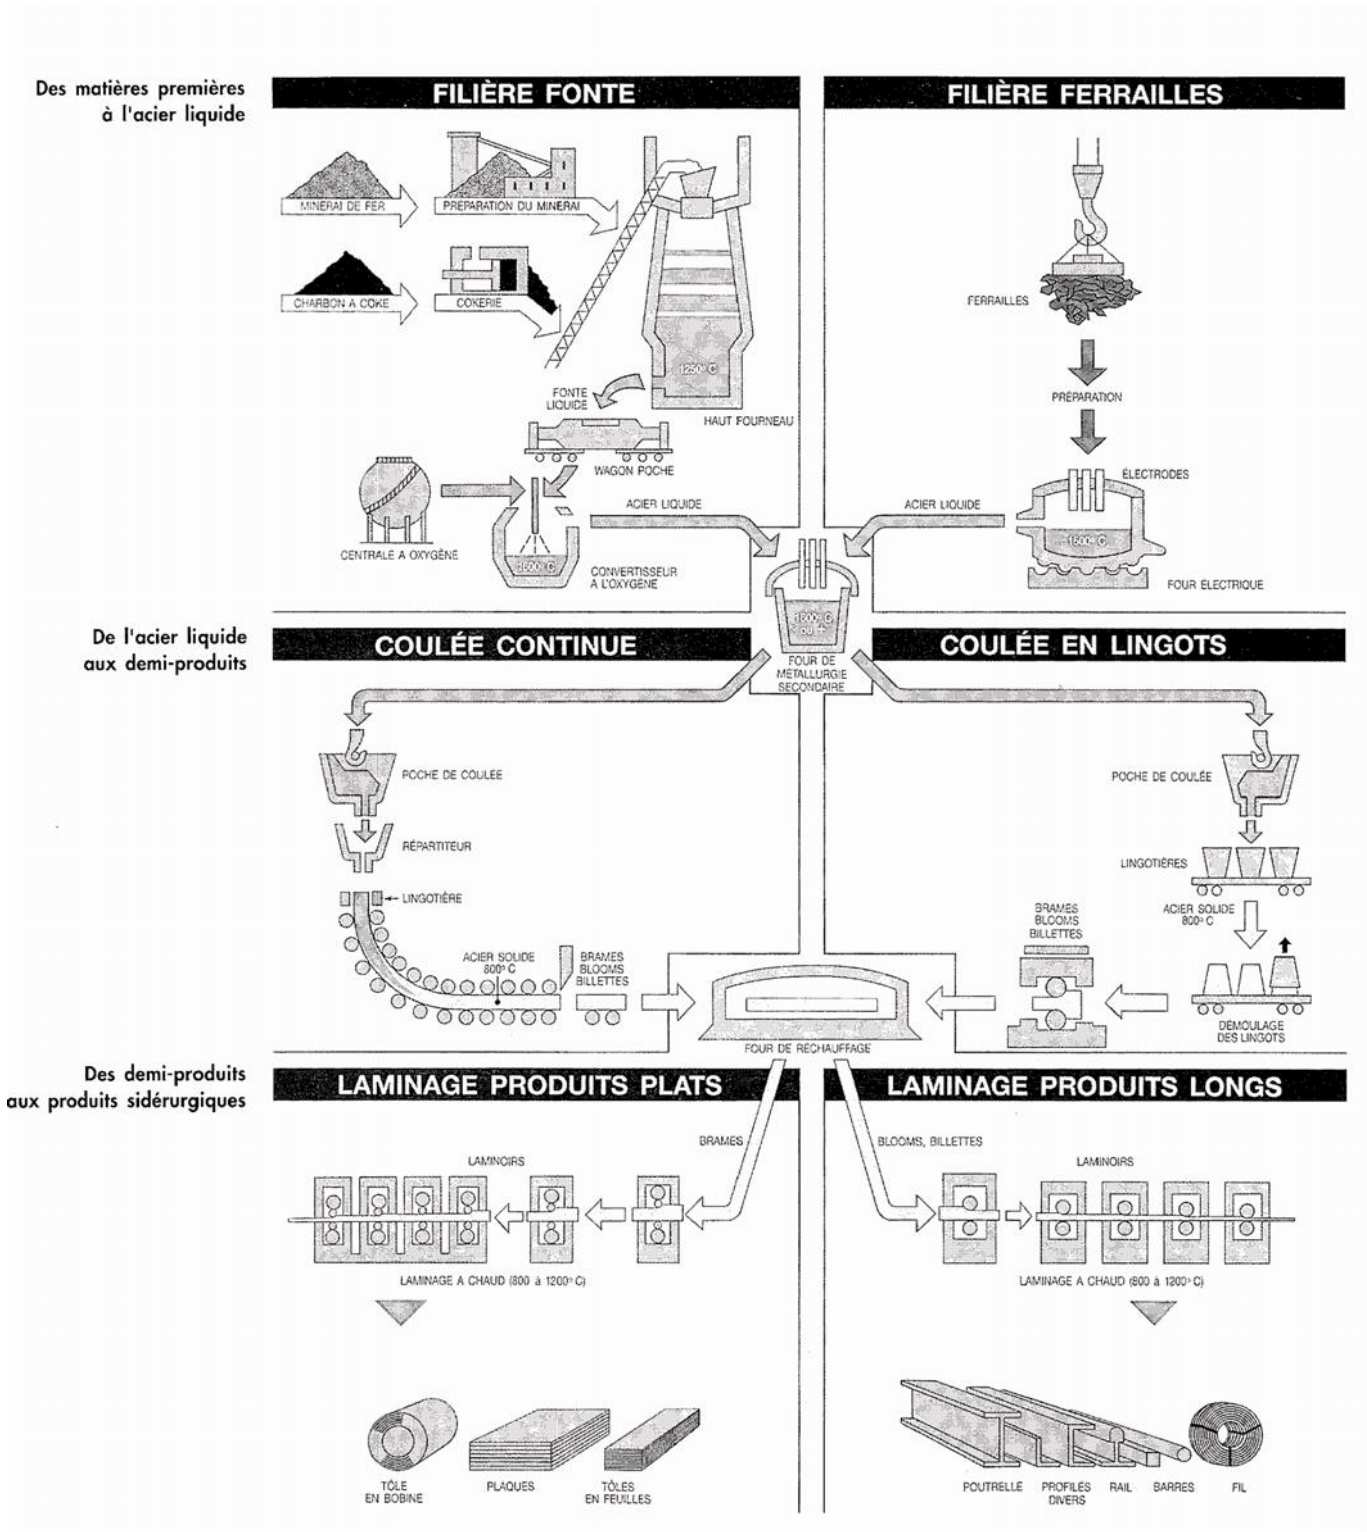 Des matières premières
à l'acier liquide
FILIÈRE FONTE
MINERAI DE FER
PREPARATION DU MINERAI
CHARBON A COKE
COKERIE
1250° C
FONTE
LIQUIDE
HAUT FOURNEAU
WAGON POCHE
CENTRALE A OXYGÈNE
1600° C
CONVERTISSEUR
A L'OXYGÈNE
ACIER LIQUIDE
FILIÈRE FERRAILLES
FERRAILLES
PRÉPARATION
ÉLECTRODES
ACIER LIQUIDE
1600° C
FOUR ÉLECTRIQUE
1600° C
ou +
FOUR DE
MÉTALLURGIE
SECONDAIRE
De l'acier liquide
aux demi-produits
COULÉE CONTINUE
POCHE DE COULÉE
RÉPARTITEUR
LINGOTIÈRE
ACIER SOLIDE
800° C
BRAMES
BLOOMS
BILLETTES
COULÉE EN LINGOTS
POCHE DE COULÉE
LINGOTIÈRES
ACIER SOLIDE
800° C
BRAMES
BLOOMS
BILLETTES
DÉMOULAGE
DES LINGOTS
FOUR DE RÉCHAUFFAGE
Des demi-produits
aux produits sidérurgiques
LAMINAGE PRODUITS PLATS
BRAMES
LAMINOIRS
LAMINAGE A CHAUD (800 à 1200° C)
TÔLE
EN BOBINE
PLAQUES
TÔLES
EN FEUILLES
LAMINAGE PRODUITS LONGS
BLOOMS, BILLETTES
LAMINOIRS
LAMINAGE A CHAUD (800 à 1200° C)
POUTRELLE
PROFILÉS
DIVERS
RAIL
BARRES
FIL